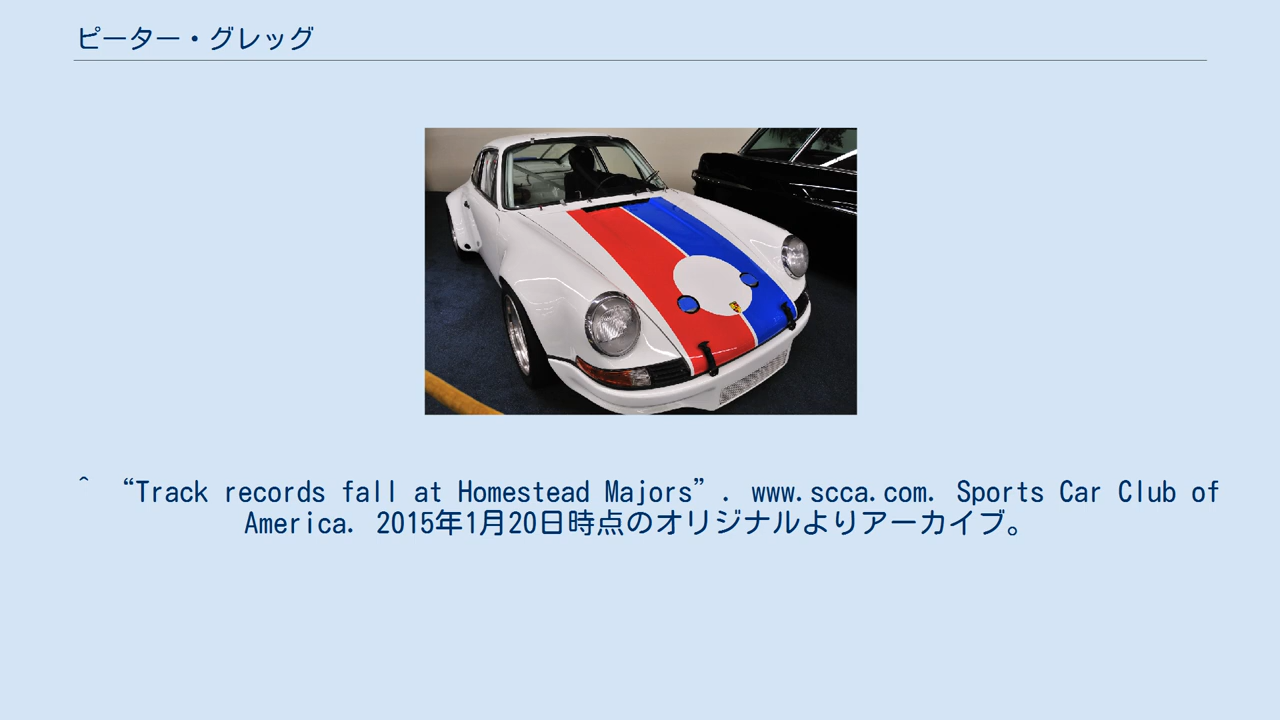 ピーター・グレッグ
^ “Track records fall at Homestead Majors”. www.scca.com. Sports Car Club of
America. 2015年1月20日時点のオリジナルよりアーカイブ。